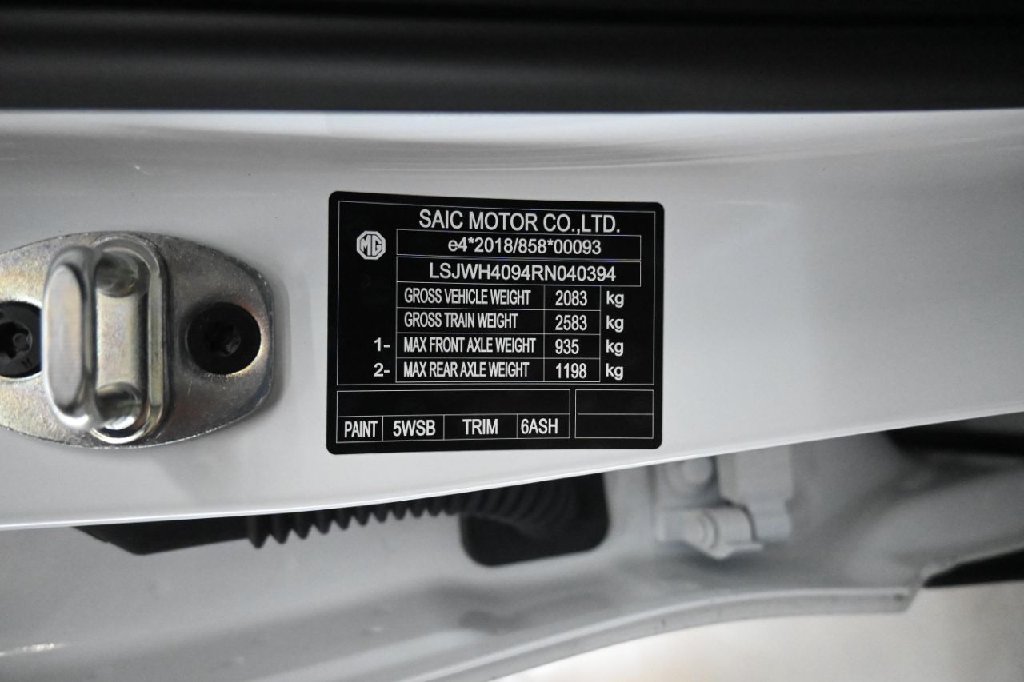 SAIC MOTOR CO.,LTD.
MG
e4*2018/858*00093
LSJWH4094RN040394
GROSS VEHICLE WEIGHT 2083 kg
GROSS TRAIN WEIGHT 2583 kg
1- MAX FRONT AXLE WEIGHT 935 kg
2- MAX REAR AXLE WEIGHT 1198 kg
PAINT 5WSB TRIM 6ASH